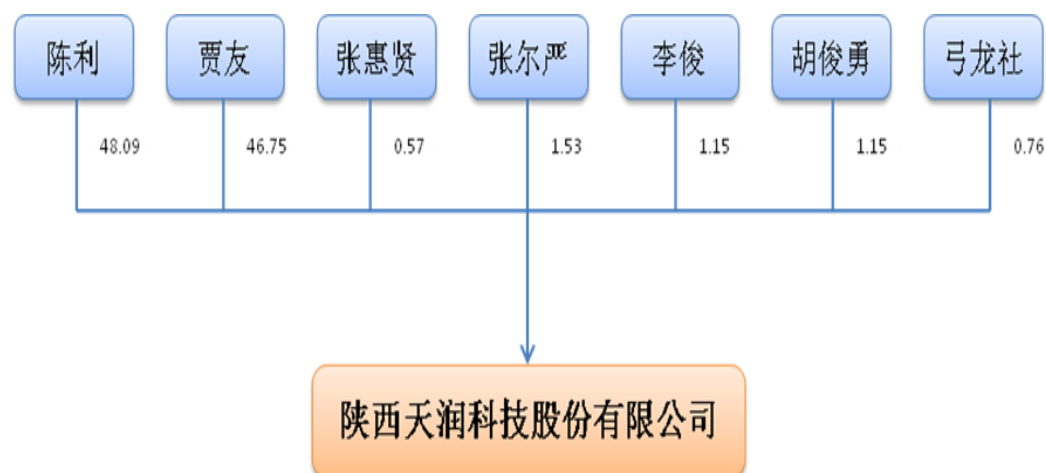 陈利
贾友
张惠贤
张尔严
李俊
胡俊勇
弓龙社
48.09
46.75
0.57
1.53
1.15
1.15
0.76
陕西天润科技股份有限公司